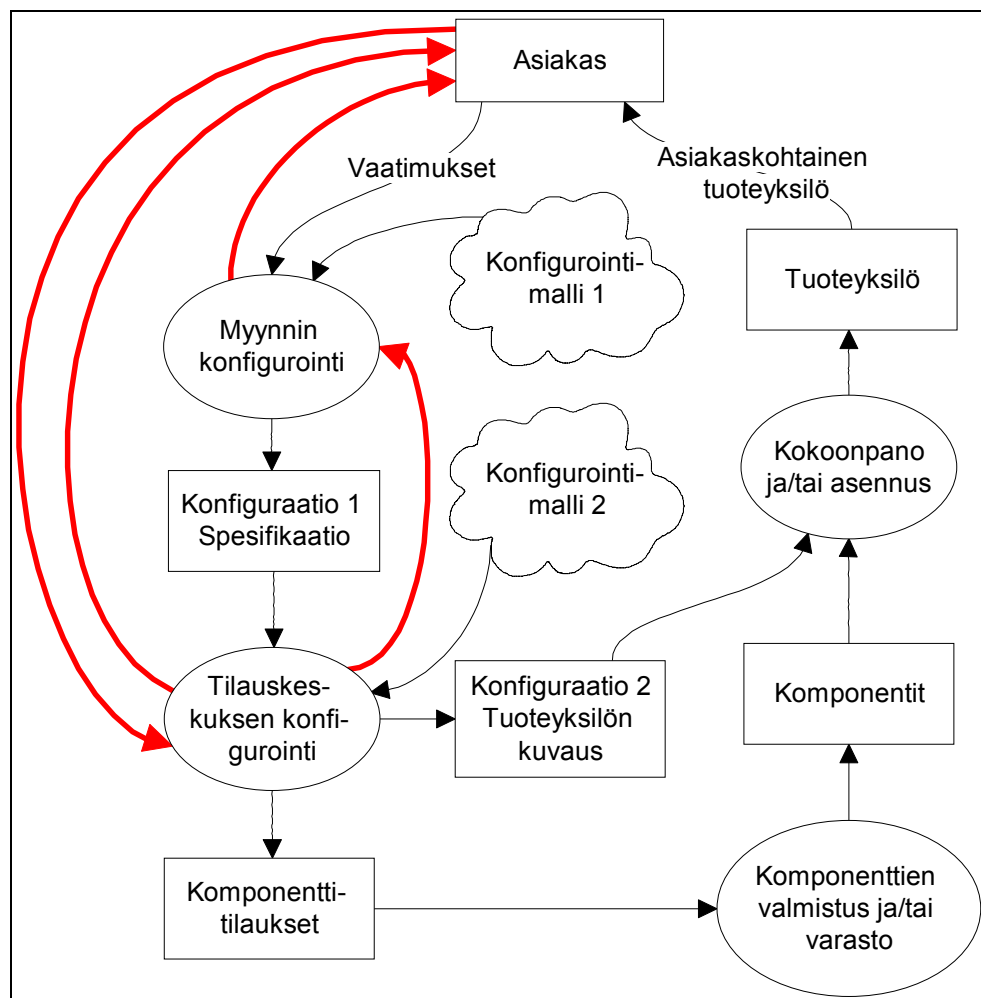 Asiakas
Vaatimukset
Asiakaskohtainen
tuoteyksilö
Konfigurointi-
malli 1
Tuoteyksilö
Myynnin
konfigurointi
Konfigurointi-
malli 2
Kokoonpano
ja/tai asennus
Konfiguraatio 1
Spesifikaatio
Tilauskes-
kuksen konfi-
gurointi
Konfiguraatio 2
Tuoteyksilön
kuvaus
Komponentit
Komponentti-
tilaukset
Komponenttien
valmistus ja/tai
varasto